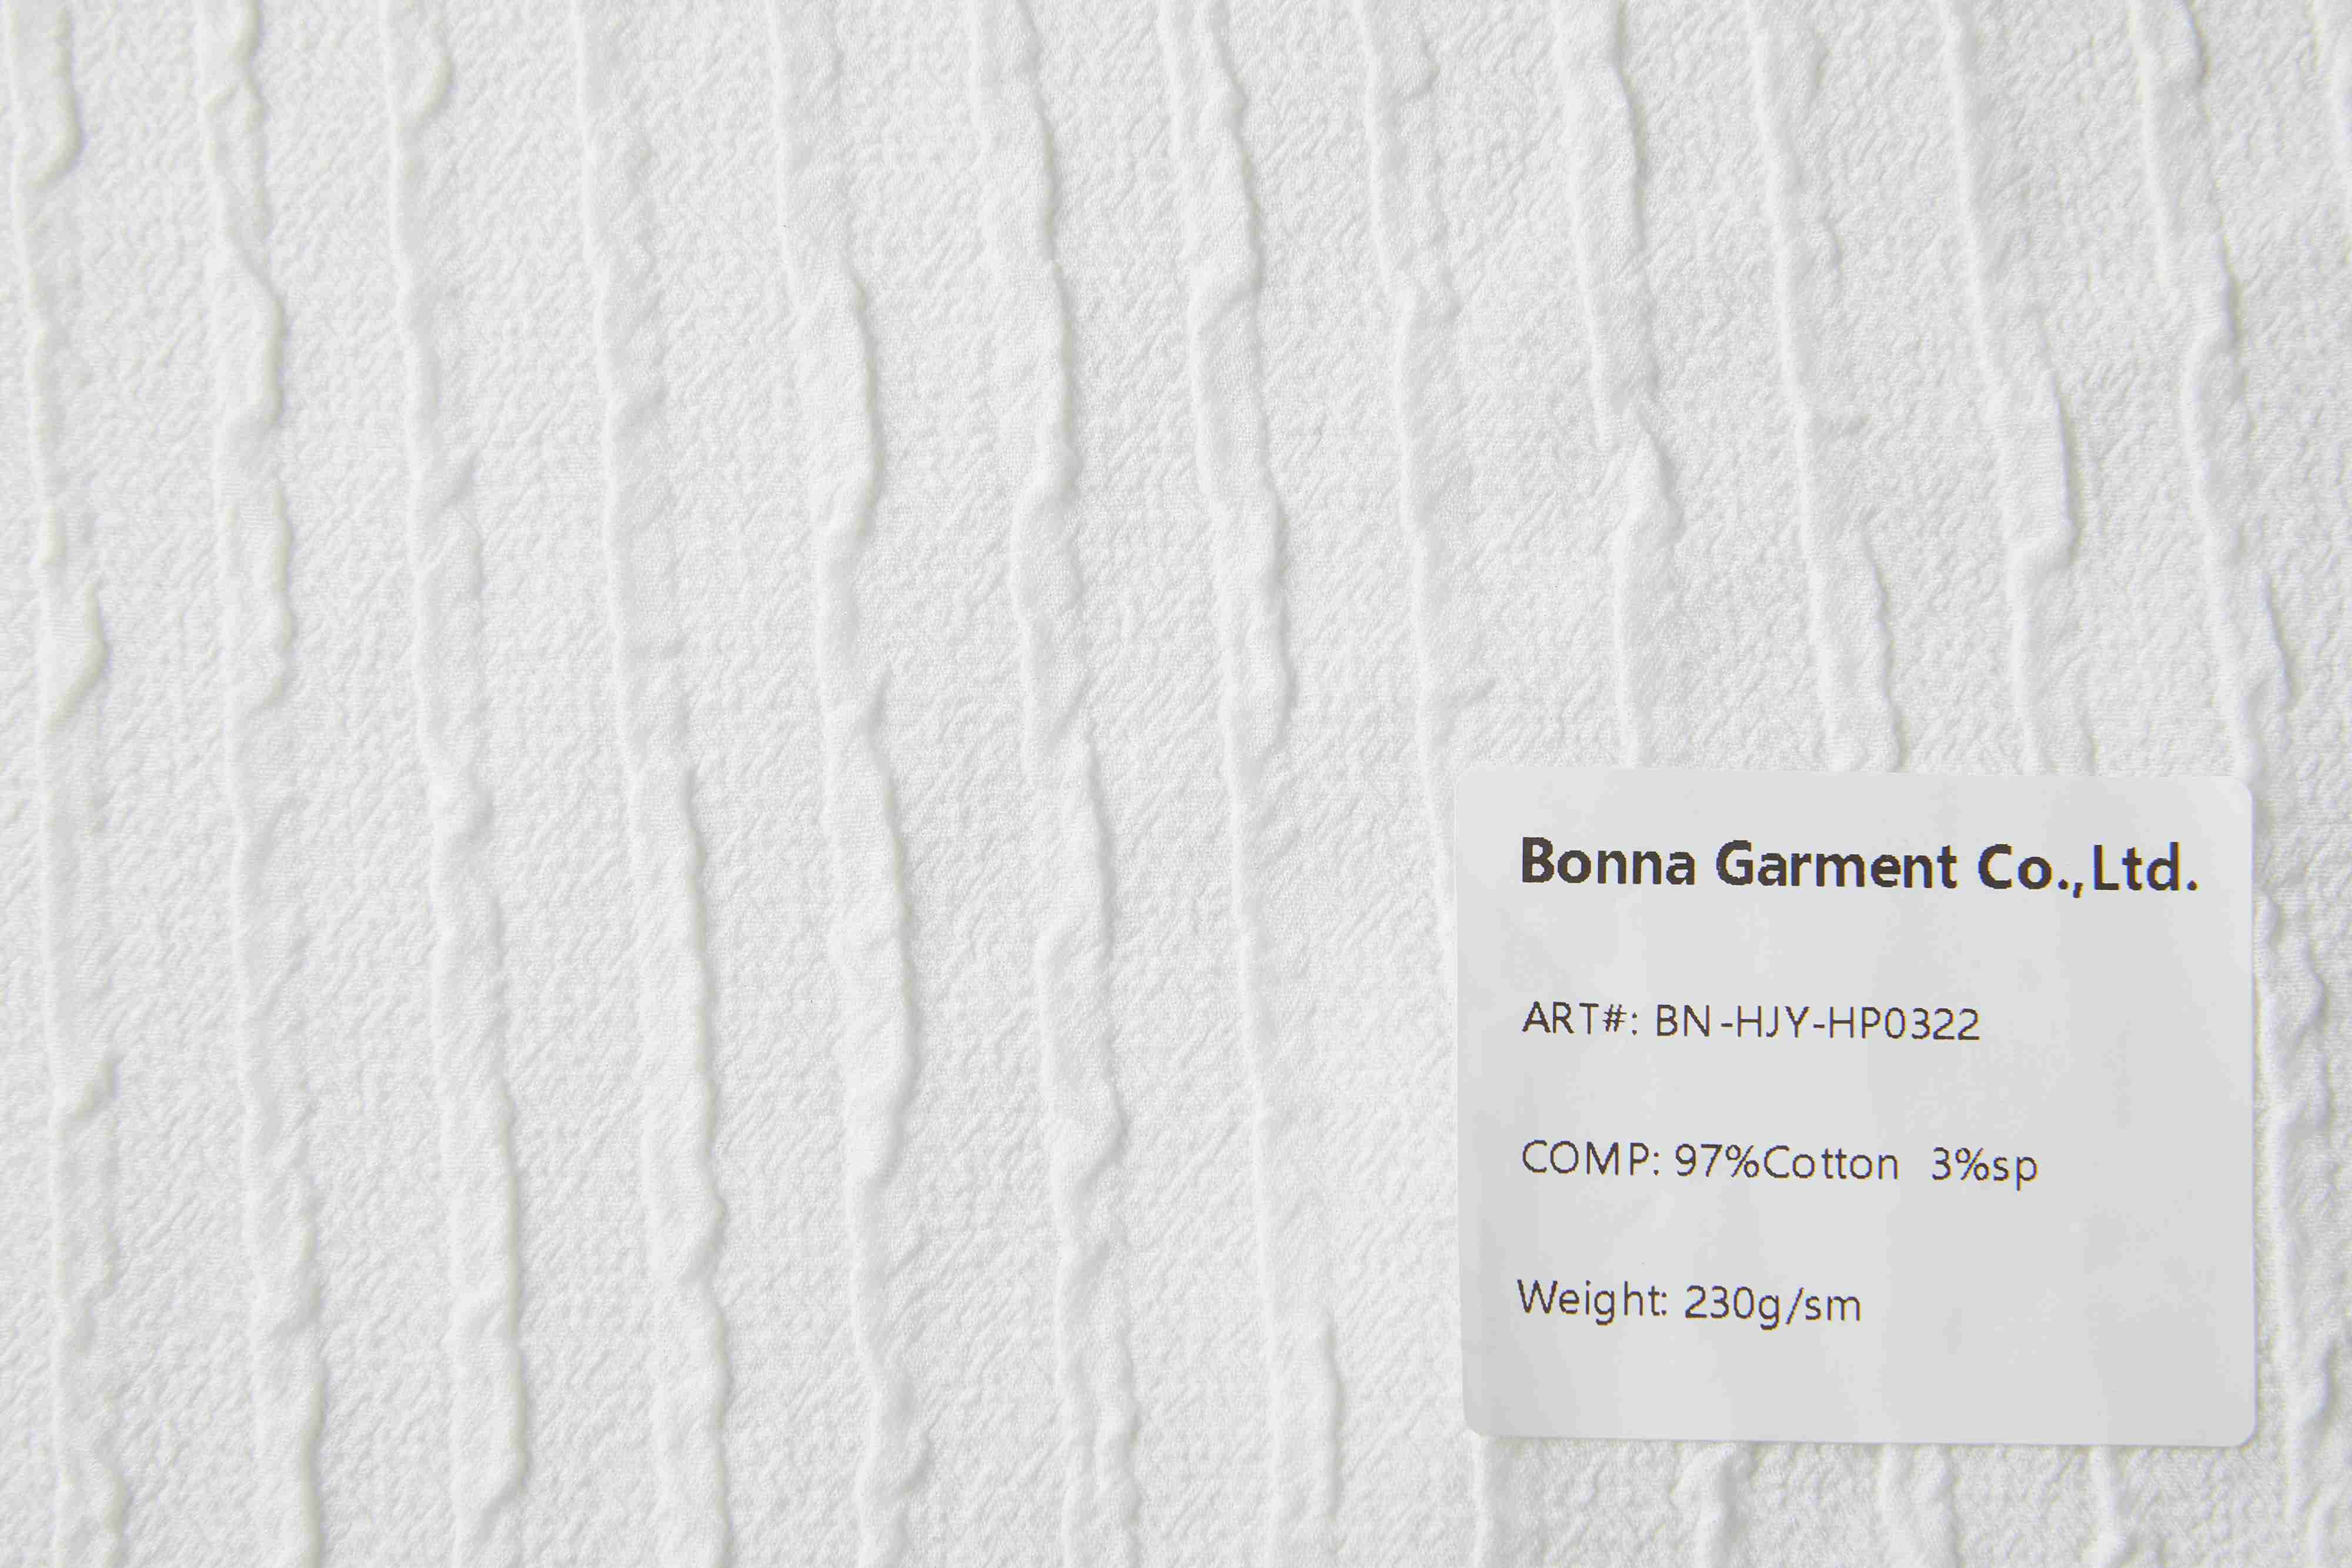 Bonna Garment Co.,Ltd.
ART#: BN-HJY-HP0322
COMP: 97%Cotton 3%sp
Weight: 230g/sm